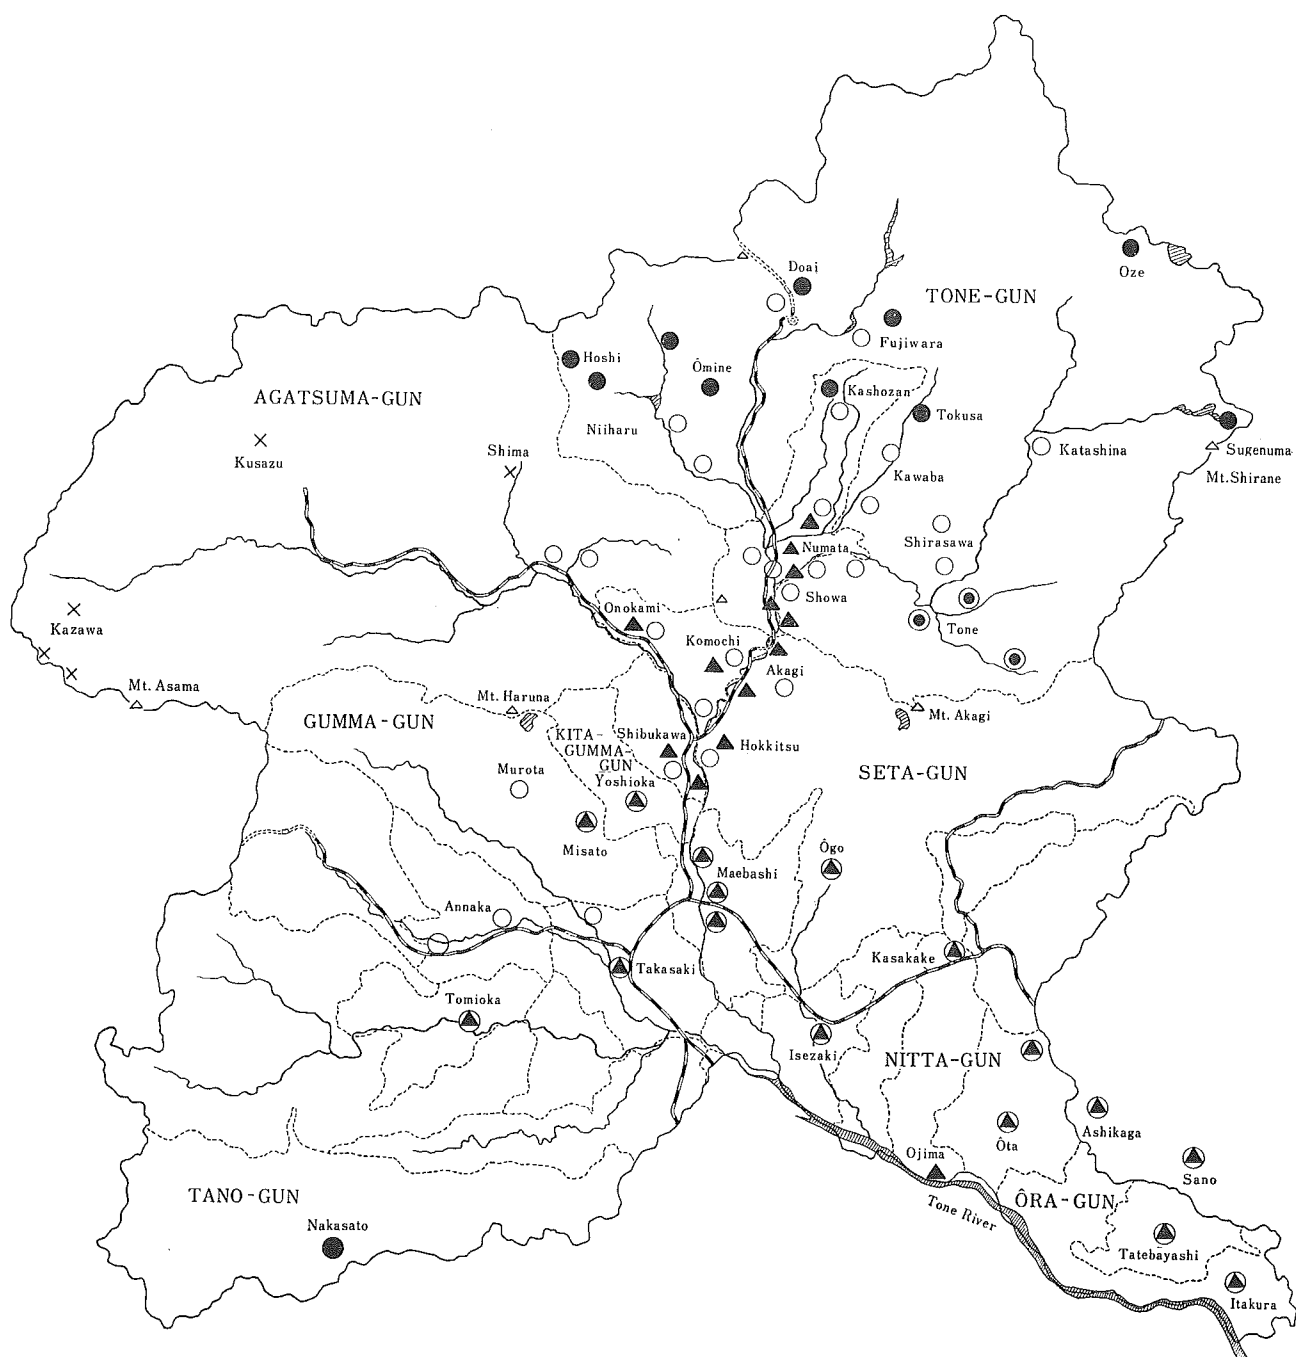 Doai
Oze
TONE-GUN
Fujiwara
Hoshi
Ômine
Kashozan
AGATSUMA-GUN
Tokusa
Niiharu
Kusazu
Shima
Katashina
Sugenuma
Kawaba
Mt.Shirane
Numata
Shirasawa
Showa
Onokami
Kazawa
Tone
Komochi
Akagi
Mt. Asama
Mt. Haruna
Mt. Akagi
GUMMA-GUN
KITA-
GUMMA-
GUN
Shibukawa
Hokkitsu
Murota
Yoshioka
SETA-GUN
Misato
Ôgo
Maebashi
Annaka
Kasakake
Takasaki
Tomioka
Isezaki
NITTA-GUN
Ashikaga
Ôta
Ojima
Sano
TANO-GUN
Tone River
ÔRA-GUN
Nakasato
Tatebayashi
Itakura